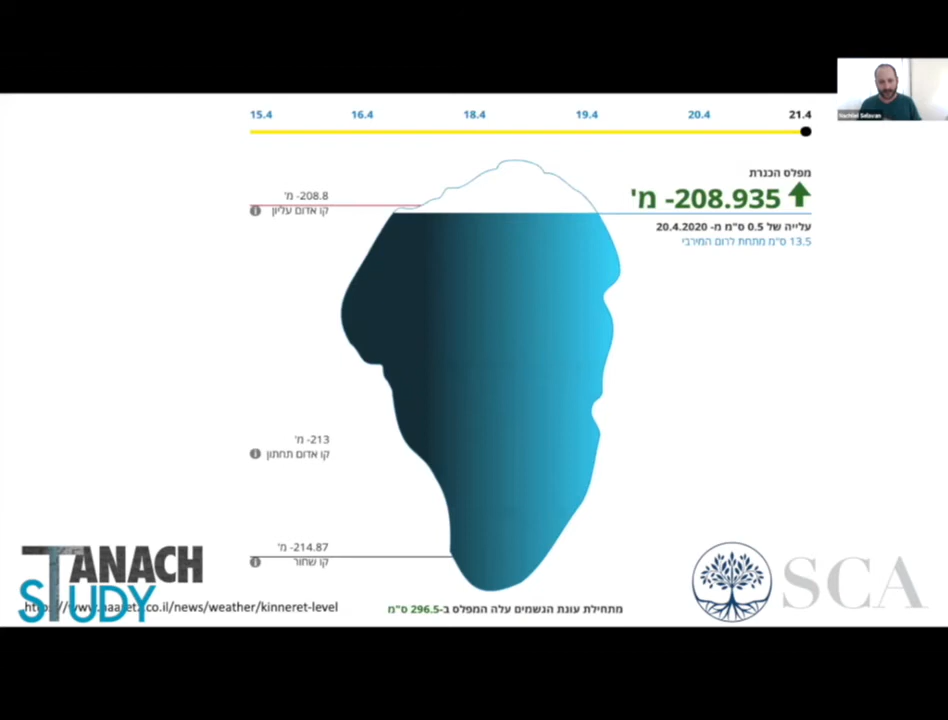 Yachtiel Selavan
15.4 16.4 18.4 19.4 20.4 21.4
מפלס הכנרת
-208.935 מ'
עלייה של 0.5 ס"מ מ- 20.4.2020
13.5 ס"מ מתחת לרום המירבי
-208.8 מ'
קו אדום עליון
-213 מ'
קו אדום תחתון
-214.87 מ'
קו שחור
מתחילת עונת הגשמים עלה המפלס ב-296.5 ס"מ
TANACH
STUDY
SCA